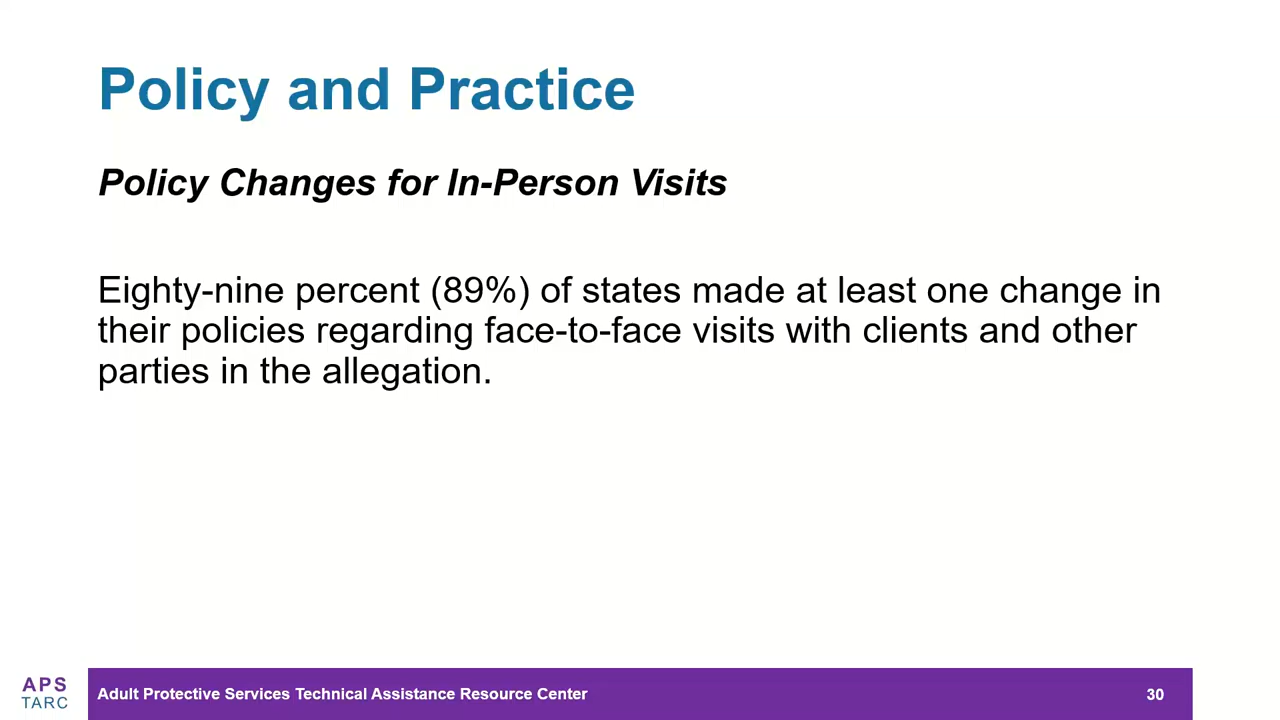 Policy and Practice
Policy Changes for In-Person Visits
Eighty-nine percent (89%) of states made at least one change in
their policies regarding face-to-face visits with clients and other
parties in the allegation.
APS
TARC
Adult Protective Services Technical Assistance Resource Center
30